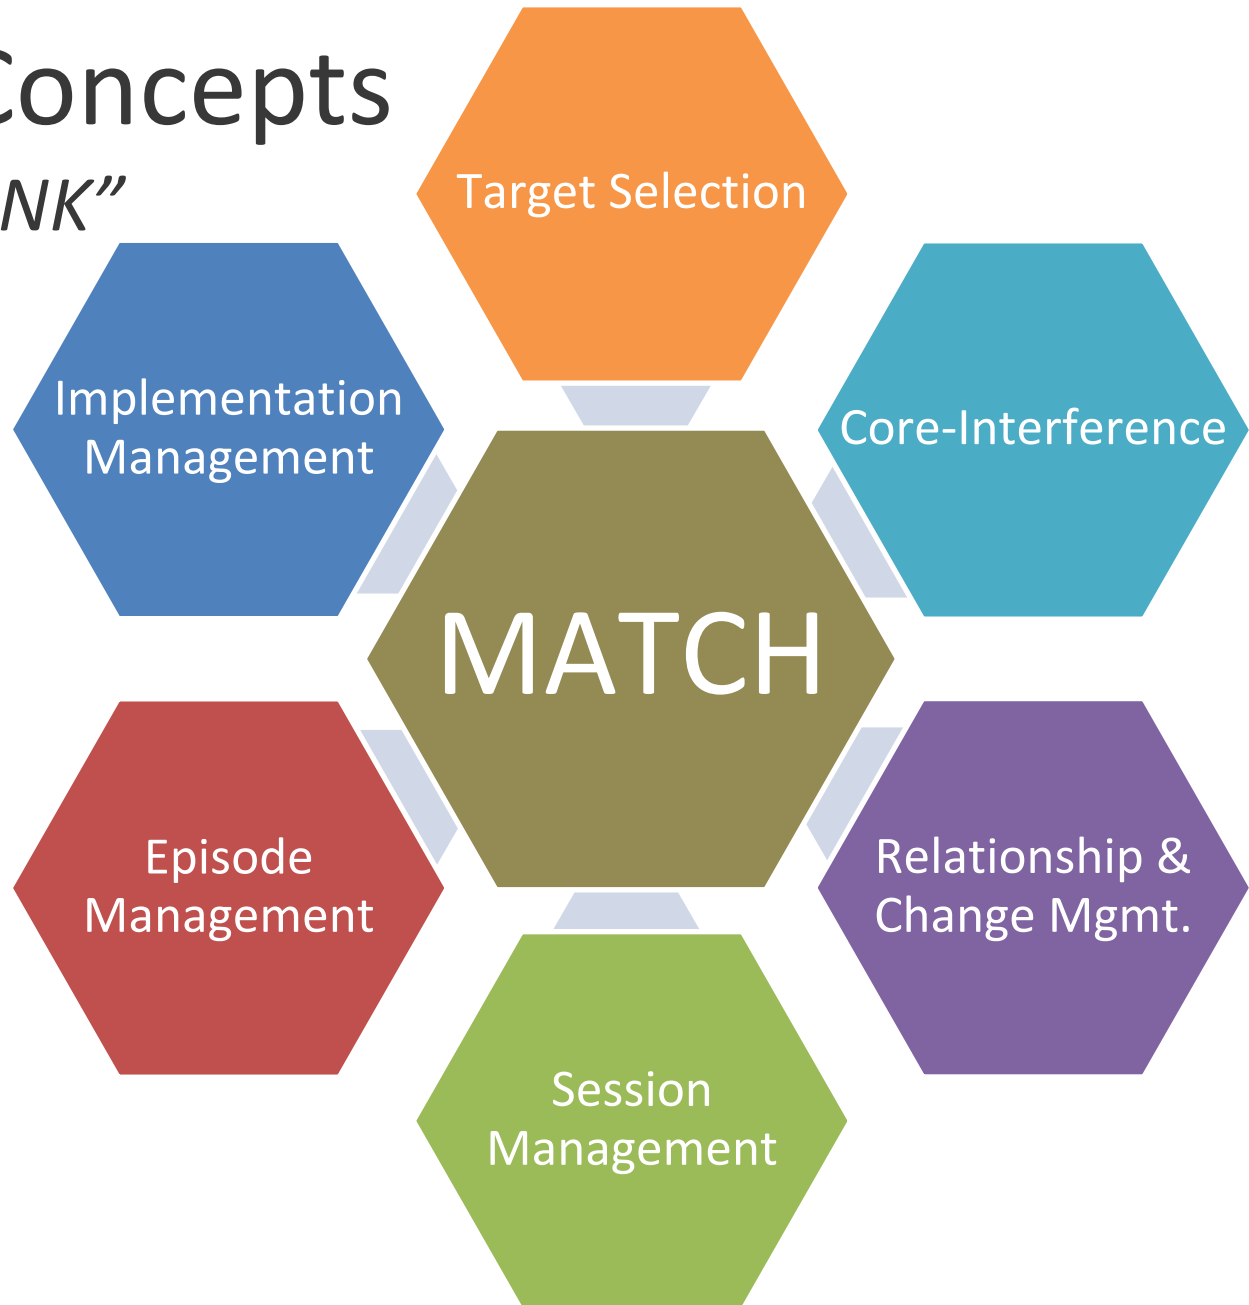 Concepts
NK”
Target Selection
Implementation
Management
Core-Interference
MATCH
Episode
Management
Relationship &
Change Mgmt.
Session
Management